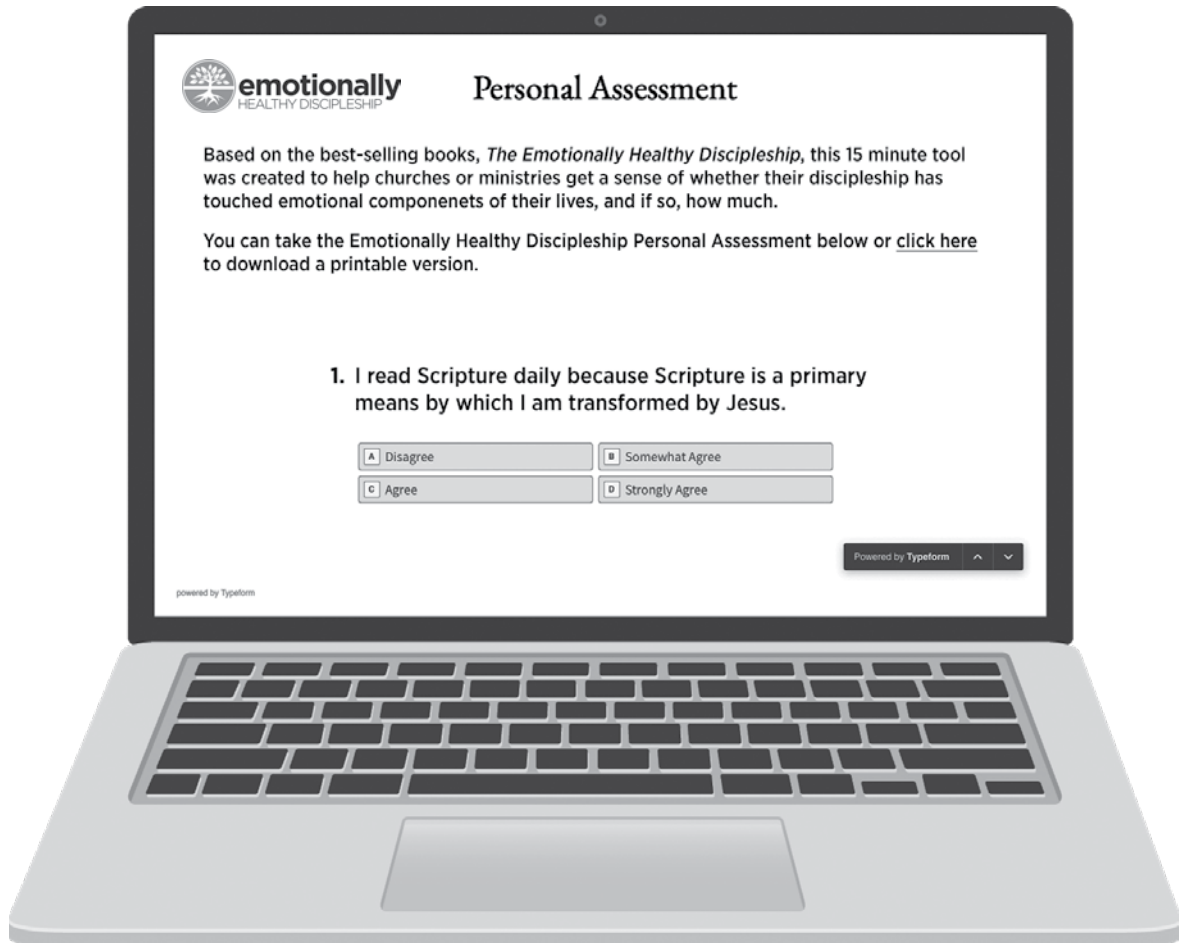 emotionally
HEALTHY DISCIPLESHIP
Personal Assessment
Based on the best-selling books, The Emotionally Healthy Discipleship, this 15 minute tool
was created to help churches or ministries get a sense of whether their discipleship has
touched emotional componenets of their lives, and if so, how much.
You can take the Emotionally Healthy Discipleship Personal Assessment below or click here
to download a printable version.
1. I read Scripture daily because Scripture is a primary
means by which I am transformed by Jesus.
A Disagree
B Somewhat Agree
C Agree
D Strongly Agree
Powered by Typeform
powered by Typeform